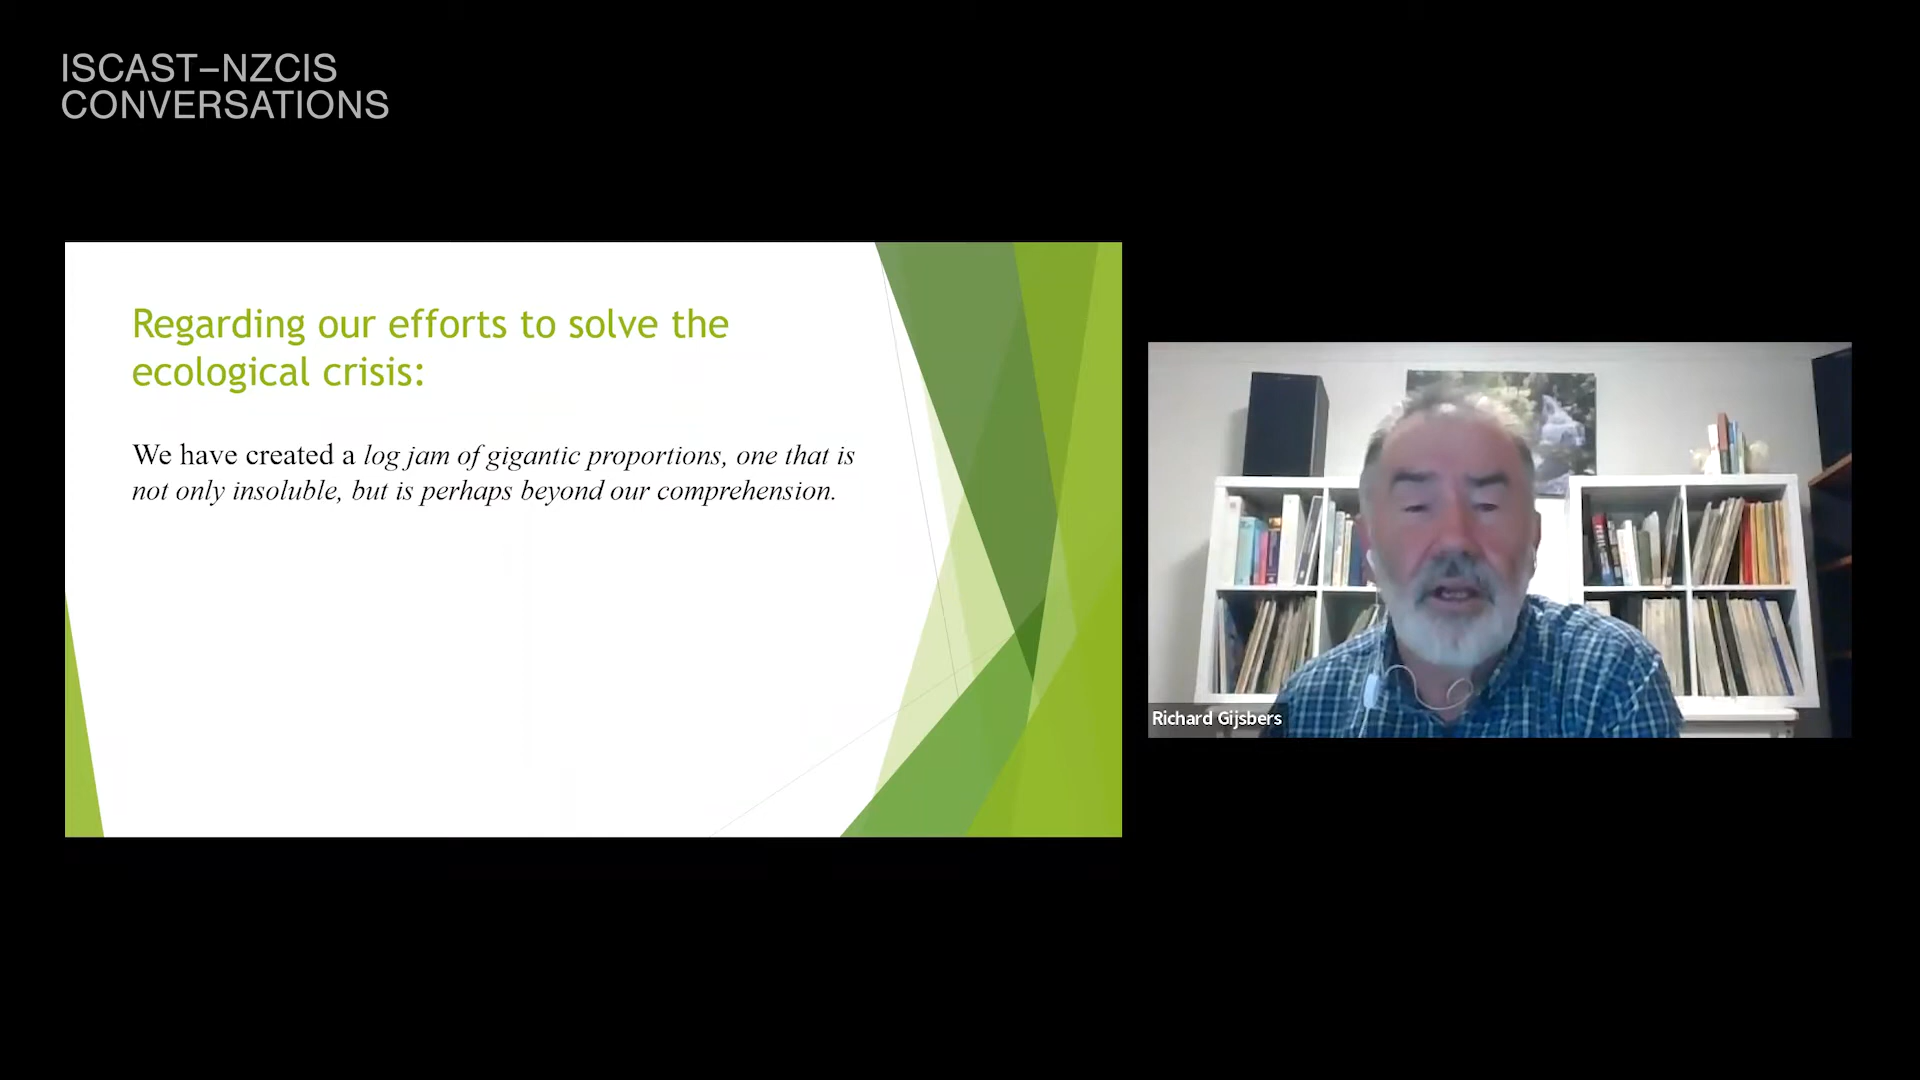 ISCAST–NZCIS
CONVERSATIONS
Regarding our efforts to solve the
ecological crisis:
We have created a log jam of gigantic proportions, one that is
not only insoluble, but is perhaps beyond our comprehension.
Richard Gijsbers